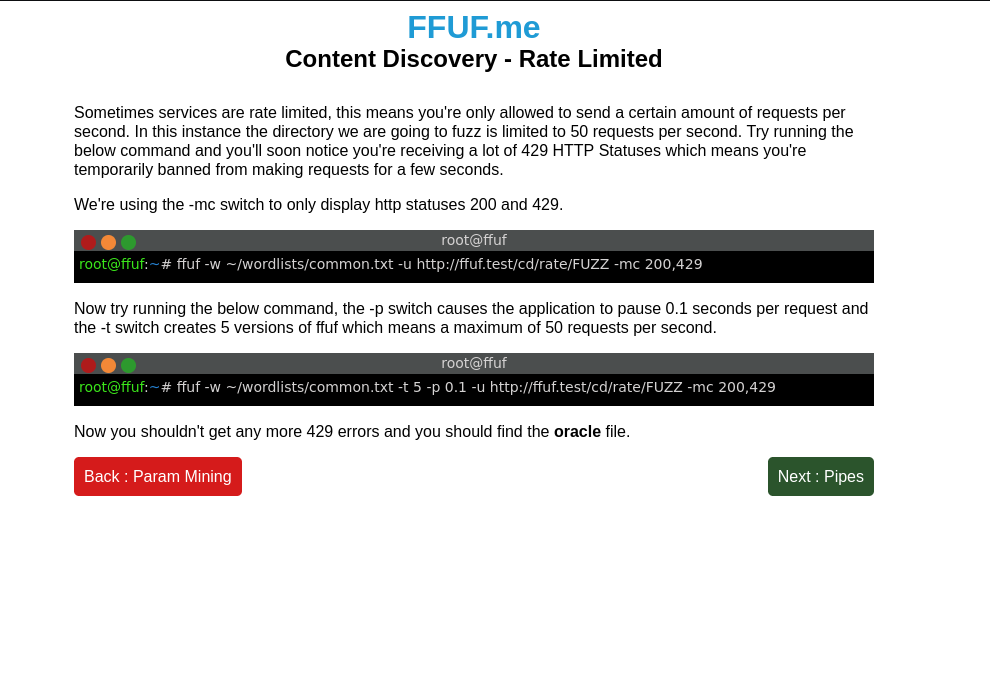 FFUF.me
Content Discovery - Rate Limited
Sometimes services are rate limited, this means you're only allowed to send a certain amount of requests per
second. In this instance the directory we are going to fuzz is limited to 50 requests per second. Try running the
below command and you'll soon notice you're receiving a lot of 429 HTTP Statuses which means you're
temporarily banned from making requests for a few seconds.
We're using the -mc switch to only display http statuses 200 and 429.
root@ffuf
root@ffuf:~# ffuf -w ~/wordlists/common.txt -u http://ffuf.test/cd/rate/FUZZ -mc 200,429
Now try running the below command, the -p switch causes the application to pause 0.1 seconds per request and
the -t switch creates 5 versions of ffuf which means a maximum of 50 requests per second.
root@ffuf
root@ffuf:~# ffuf -w ~/wordlists/common.txt -t 5 -p 0.1 -u http://ffuf.test/cd/rate/FUZZ -mc 200,429
Now you shouldn't get any more 429 errors and you should find the oracle file.
Back : Param Mining
Next : Pipes